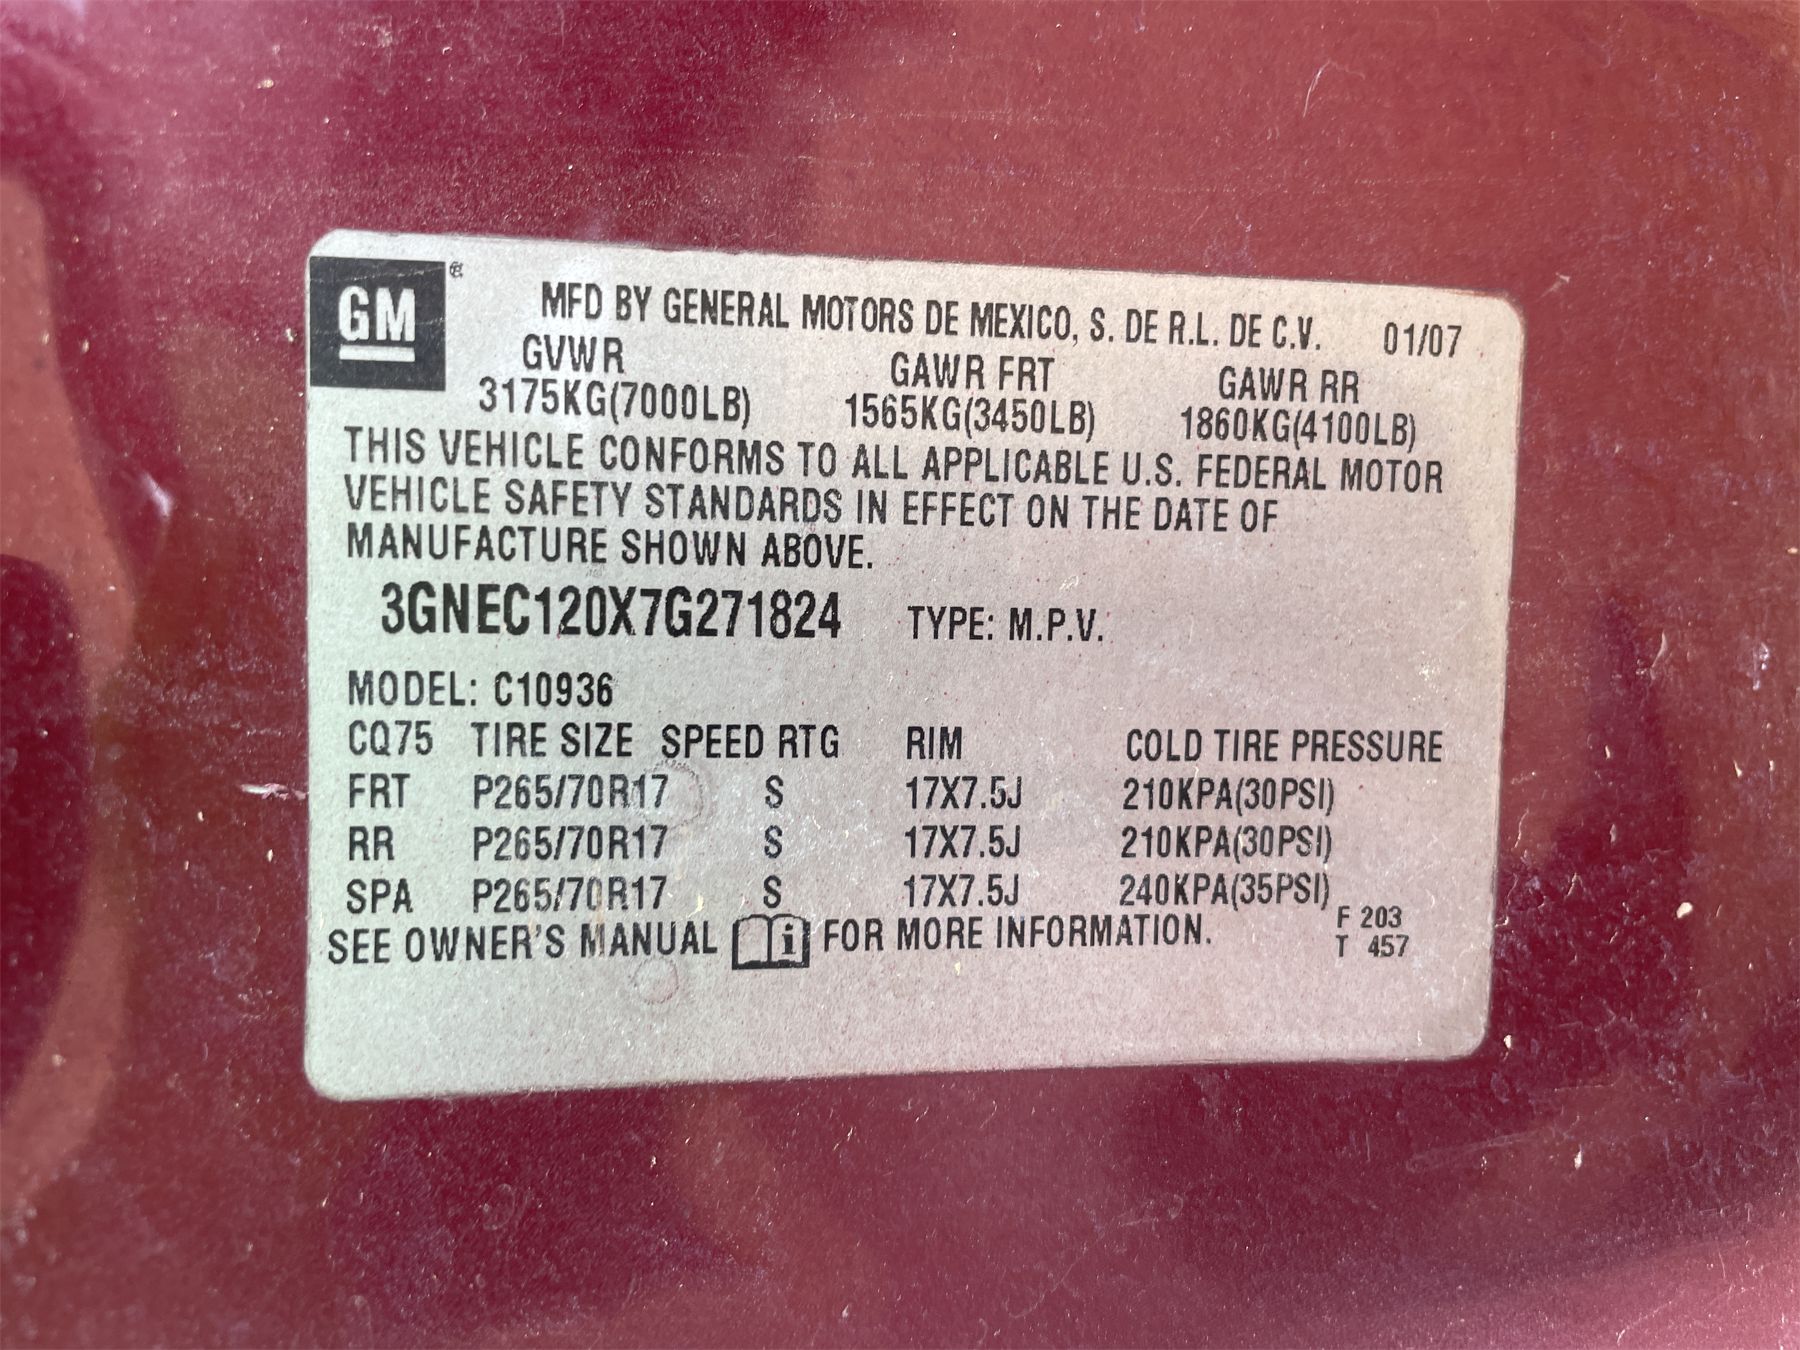 GM
MFD BY GENERAL MOTORS DE MEXICO, S. DE R.L. DE C.V. 01/07
GVWR GAWR FRT GAWR RR
3175KG(7000LB) 1565KG(3450LB) 1860KG(4100LB)
THIS VEHICLE CONFORMS TO ALL APPLICABLE U.S. FEDERAL MOTOR
VEHICLE SAFETY STANDARDS IN EFFECT ON THE DATE OF
MANUFACTURE SHOWN ABOVE.
3GNEC120X7G271824 TYPE: M.P.V.
MODEL: C10936
CQ75 TIRE SIZE SPEED RTG RIM COLD TIRE PRESSURE
FRT P265/70R17 S 17X7.5J 210KPA(30PSI)
RR P265/70R17 S 17X7.5J 210KPA(30PSI)
SPA P265/70R17 S 17X7.5J 240KPA(35PSI)
SEE OWNER'S MANUAL i FOR MORE INFORMATION.
F 203
T 457